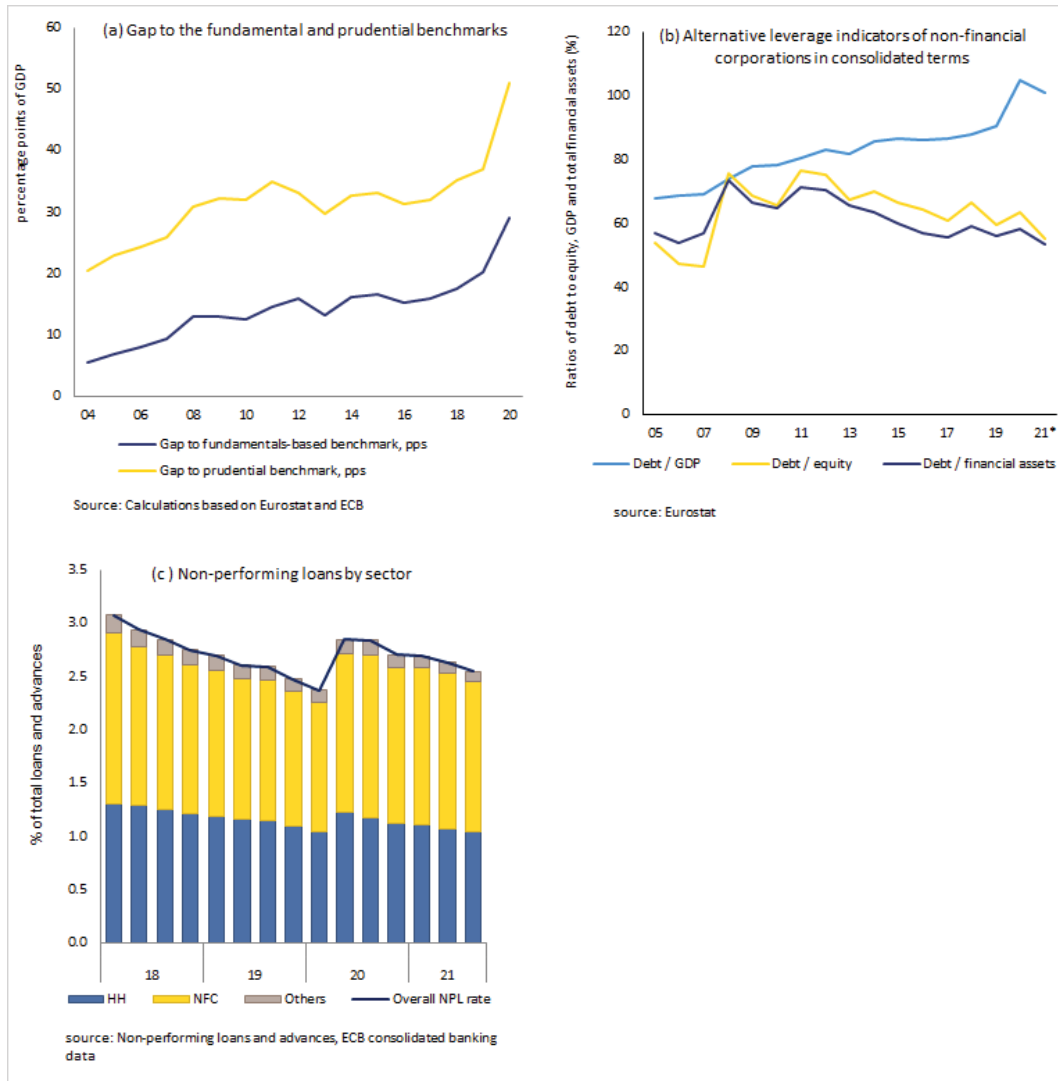 (a) Gap to the fundamental and prudential benchmarks
percentage points of GDP
60
50
40
30
20
10
0
04 06 08 10 12 14 16 18 20
Gap to fundamentals-based benchmark, pps
Gap to prudential benchmark, pps
Source: Calculations based on Eurostat and ECB
(b) Alternative leverage indicators of non-financial
corporations in consolidated terms
Ratios of debt to equity, GDP and total financial assets (%)
120
100
80
60
40
20
0
05 07 09 11 13 15 17 19 21*
Debt / GDP Debt / equity Debt / financial assets
source: Eurostat
(c ) Non-performing loans by sector
% of total loans and advances
3.5
3.0
2.5
2.0
1.5
1.0
0.5
0.0
18 19 20 21
HH NFC Others Overall NPL rate
source: Non-performing loans and advances, ECB consolidated banking
data